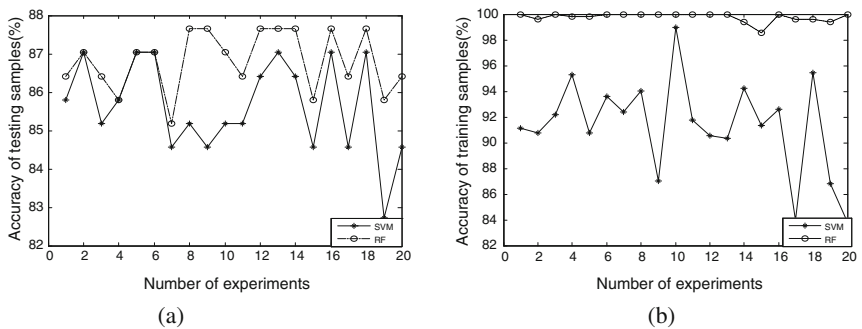 88
87
86
85
84
83
82
0 2 4 6 8 10 12 14 16 18 20
Accuracy of testing samples(%)
Number of experiments
SVM
RF
(a)
100
98
96
94
92
90
88
86
84
82
0 2 4 6 8 10 12 14 16 18 20
Accuracy of training samples(%)
Number of experiments
SVM
RF
(b)